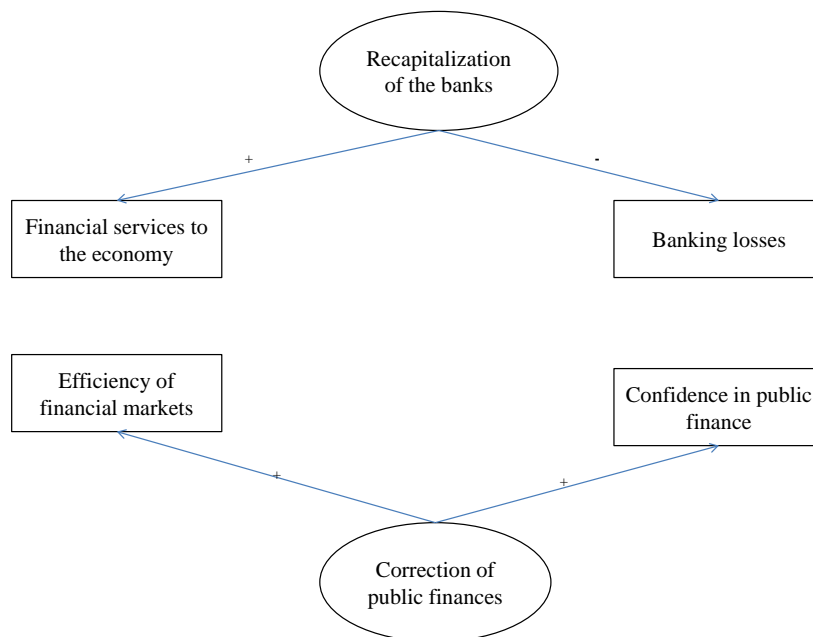 Recapitalization
of the banks
+
-
Financial services to
the economy
Banking losses
Efficiency of
financial markets
Confidence in public
finance
+
+
Correction of
public finances